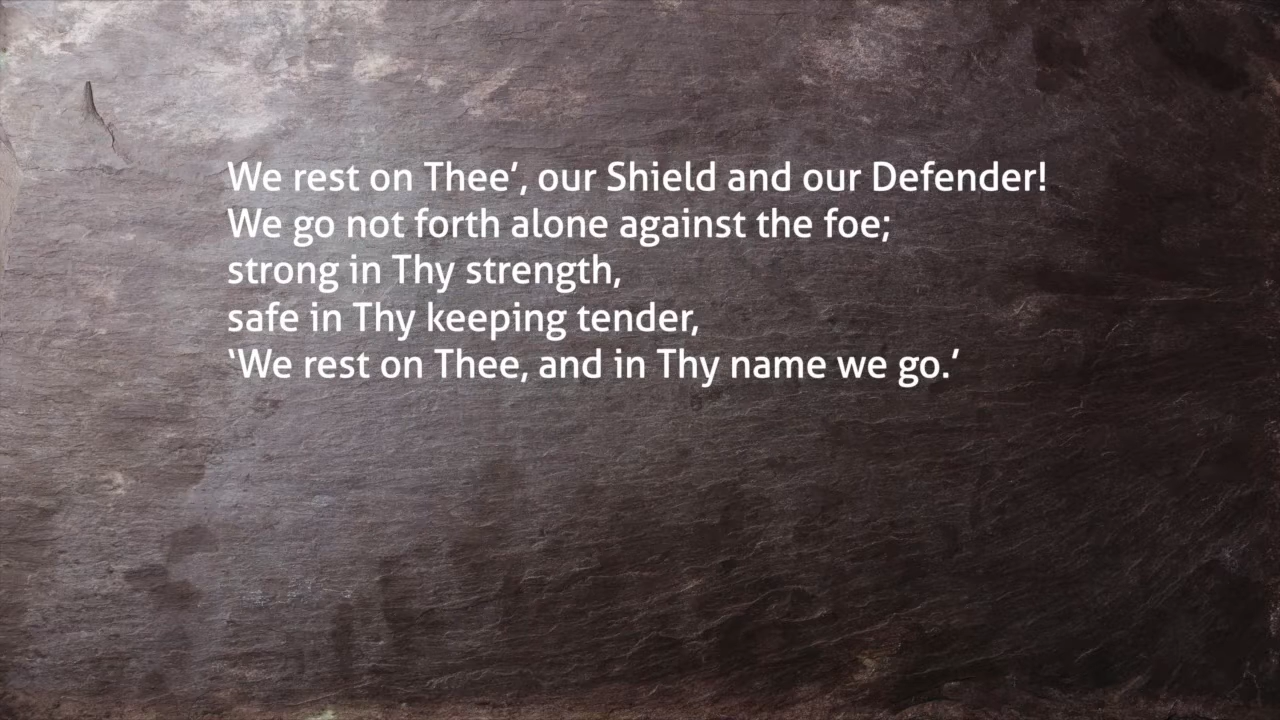 We rest on Thee’, our Shield and our Defender!
We go not forth alone against the foe;
strong in Thy strength,
safe in Thy keeping tender,
‘We rest on Thee, and in Thy name we go.’